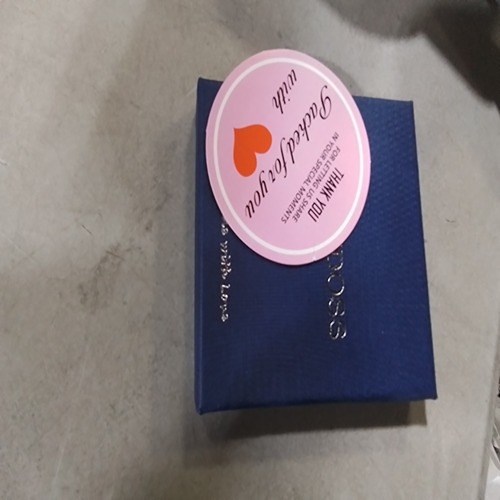 Packed for you
with
THANK YOU
FOR LETTING US SHARE
IN YOUR SPECIAL MOMENTS
with Love